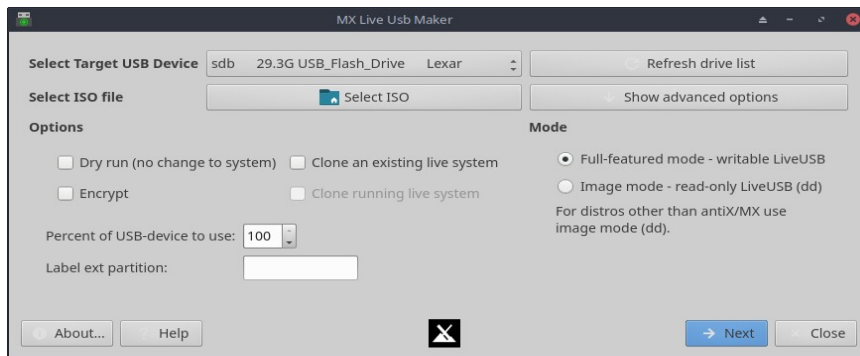 MX Live Usb Maker
Select Target USB Device sdb 29.3G USB_Flash_Drive Lexar Refresh drive list
Select ISO file Select ISO Show advanced options
Options Mode
Dry run (no change to system) Clone an existing live system Full-featured mode - writable LiveUSB
Encrypt Clone running live system Image mode - read-only LiveUSB (dd)
For distros other than antiX/MX use
image mode (dd).
Percent of USB-device to use: 100
Label ext partition:
About... Help Next Close